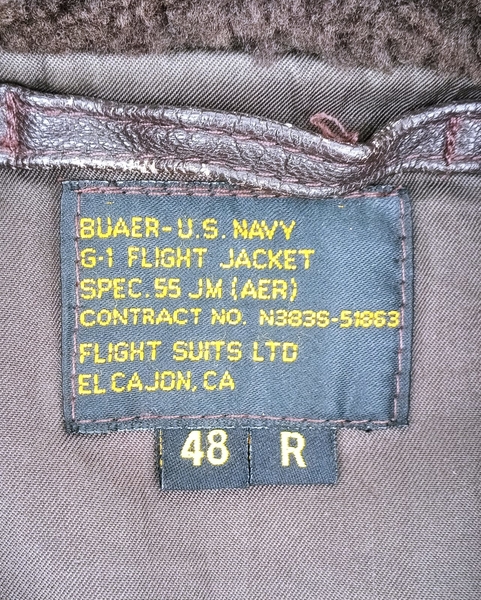 BUAER-U.S. NAVY
G-1 FLIGHT JACKET
SPEC. 55 JM (AER)
CONTRACT NO. N383S-51863
FLIGHT SUITS LTD
EL CAJON, CA
48 R